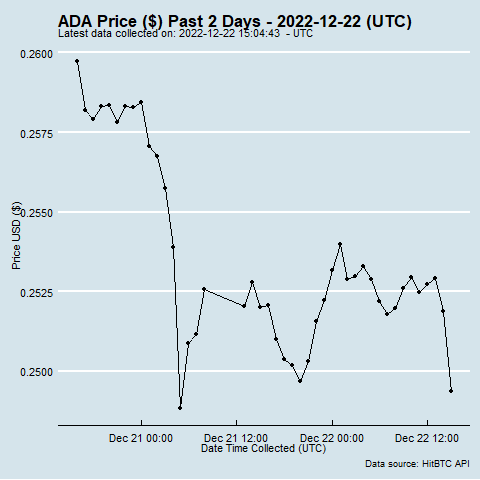 ADA Price ($) Past 2 Days - 2022-12-22 (UTC)
Latest data collected on: 2022-12-22 15:04:43  - UTC
0.2600
0.2575
0.2550
0.2525
0.2500
Price USD ($)
Dec 21 00:00
Dec 21 12:00
Dec 22 00:00
Dec 22 12:00
Date Time Collected (UTC)
Data source: HitBTC API